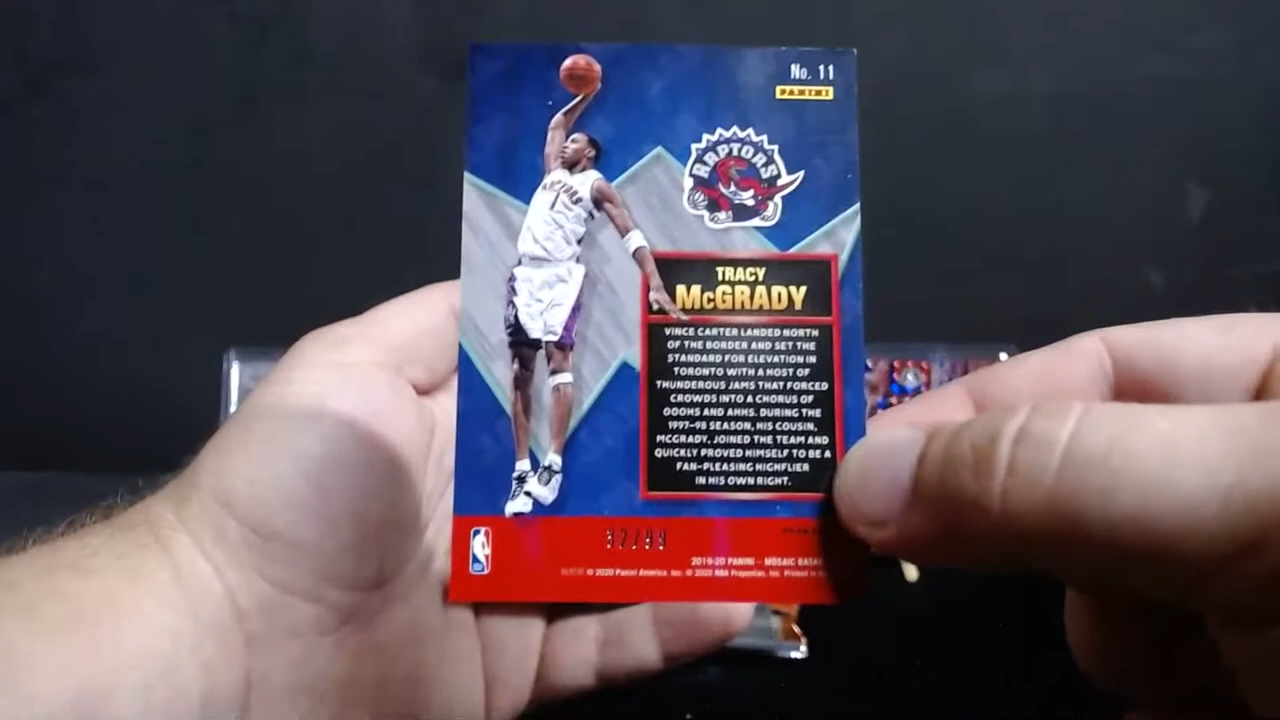 No. 11
PANINI
RAPTORS
1
TRACY
McGRADY
VINCE CARTER LANDED NORTH
OF THE BORDER AND SET THE
STANDARD FOR ELEVATION IN
TORONTO WITH A HOST OF
THUNDEROUS JAMS THAT FORCED
CROWDS INTO A CHORUS OF
OOOHS AND AHHS. DURING THE
1997-98 SEASON, HIS COUSIN,
MCGRADY, JOINED THE TEAM AND
QUICKLY PROVED HIMSELF TO BE A
FAN-PLEASING HIGHFLIER
IN HIS OWN RIGHT.
/99
2019-20 PANINI – MOSAIC
© 2020 Panini America, Inc. © 2020 NBA Properties, Inc. Printed in